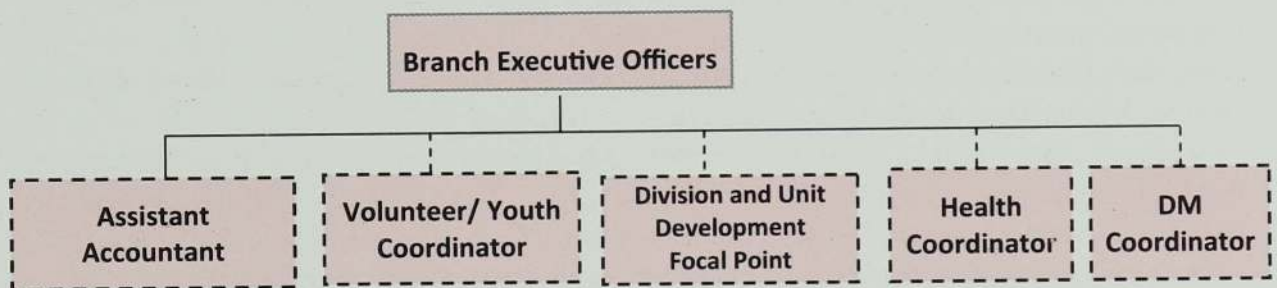 Branch Executive Officers
Assistant
Accountant
Volunteer/ Youth
Coordinator
Division and Unit
Development
Focal Point
Health
Coordinator
DM
Coordinator